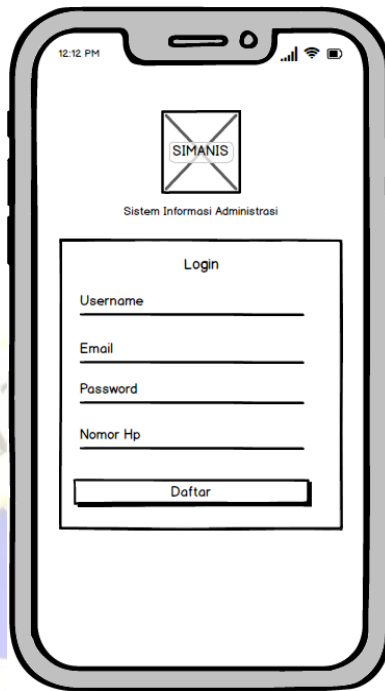 12:12 PM
SIMANIS
Sistem Informasi Administrasi
Login
Username
Email
Password
Nomor Hp
Daftar